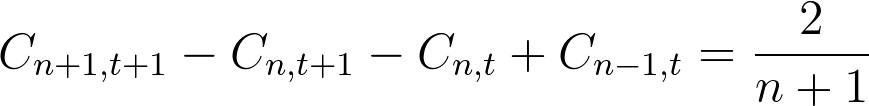 C_{n+1,t+1} - C_{n,t+1} - C_{n,t} + C_{n-1,t} = \frac{2}{n+1}